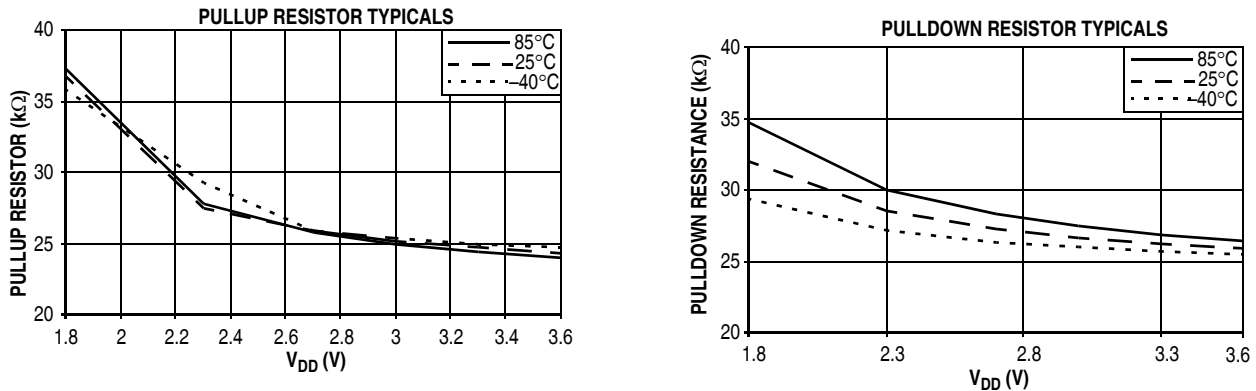 PULLUP RESISTOR TYPICALS
PULLUP RESISTOR (kΩ)
40
35
30
25
20
1.8 2 2.2 2.4 2.6 2.8 3 3.2 3.4 3.6
VDD (V)
85°C
25°C
–40°C
PULLDOWN RESISTOR TYPICALS
PULLDOWN RESISTANCE (kΩ)
40
35
30
25
20
1.8 2.3 2.8 3.3 3.6
VDD (V)
85°C
25°C
–40°C